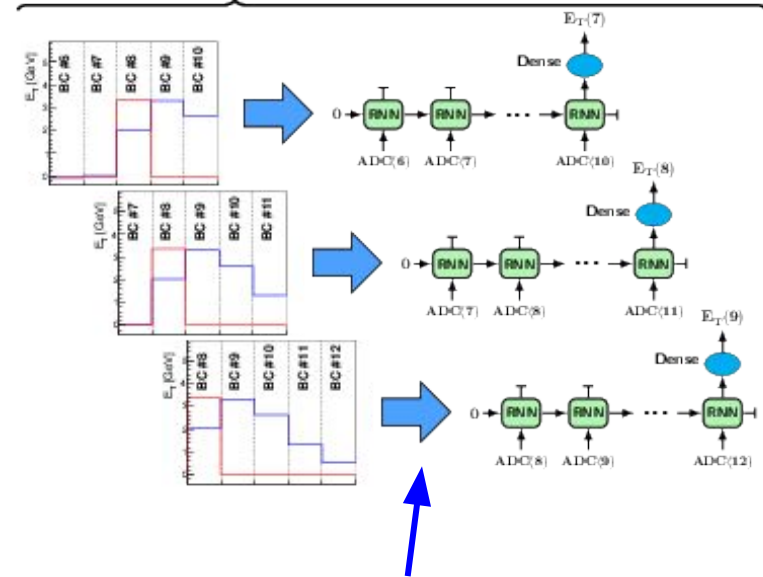 E_T(7)
Dense
E_T [GeV]
BC #6
BC #7
BC #8
BC #9
BC #10
0
RNN
RNN
...
RNN
ADC(6)
ADC(7)
ADC(10)
E_T(8)
Dense
E_T [GeV]
BC #7
BC #8
BC #9
BC #10
BC #11
0
RNN
RNN
...
RNN
ADC(7)
ADC(8)
ADC(11)
E_T(9)
Dense
E_T [GeV]
BC #8
BC #9
BC #10
BC #11
BC #12
0
RNN
RNN
...
RNN
ADC(8)
ADC(9)
ADC(12)